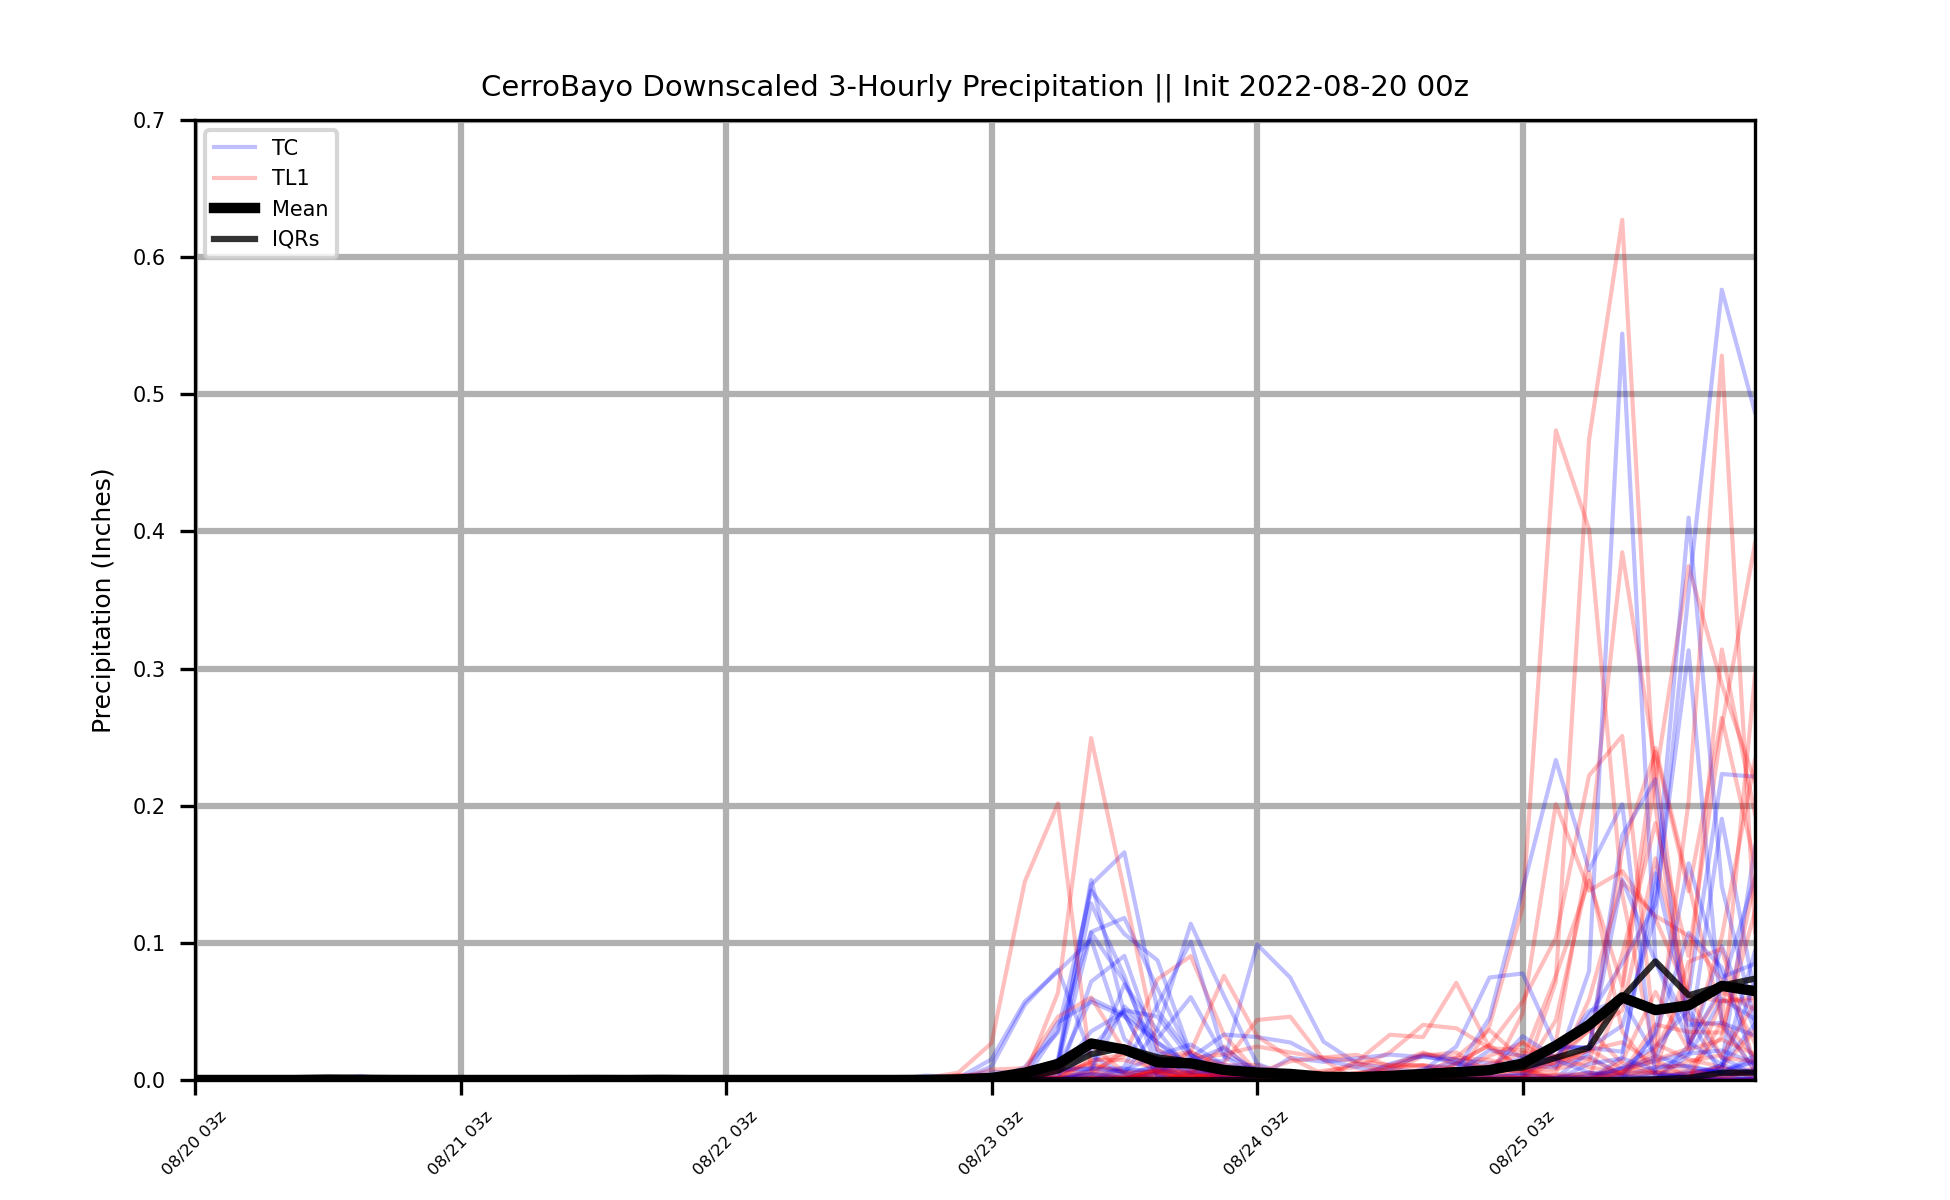 CerroBayo Downscaled 3-Hourly Precipitation || Init 2022-08-20 00z
TC
TL1
Mean
IQRs
Precipitation (Inches)
0.7
0.6
0.5
0.4
0.3
0.2
0.1
0.0
08/20 03z
08/21 03z
08/22 03z
08/23 03z
08/24 03z
08/25 03z